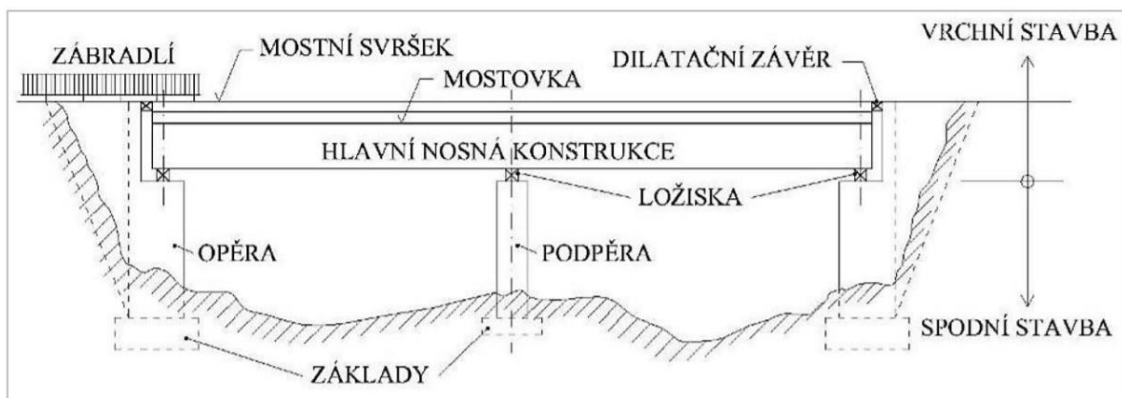 VRCHNÍ STAVBA
ZÁBRADLÍ
MOSTNÍ SVRŠEK
DILATAČNÍ ZÁVĚR
MOSTOVKA
HLAVNÍ NOSNÁ KONSTRUKCE
LOŽISKA
OPĚRA
PODPĚRA
SPODNÍ STAVBA
ZÁKLADY